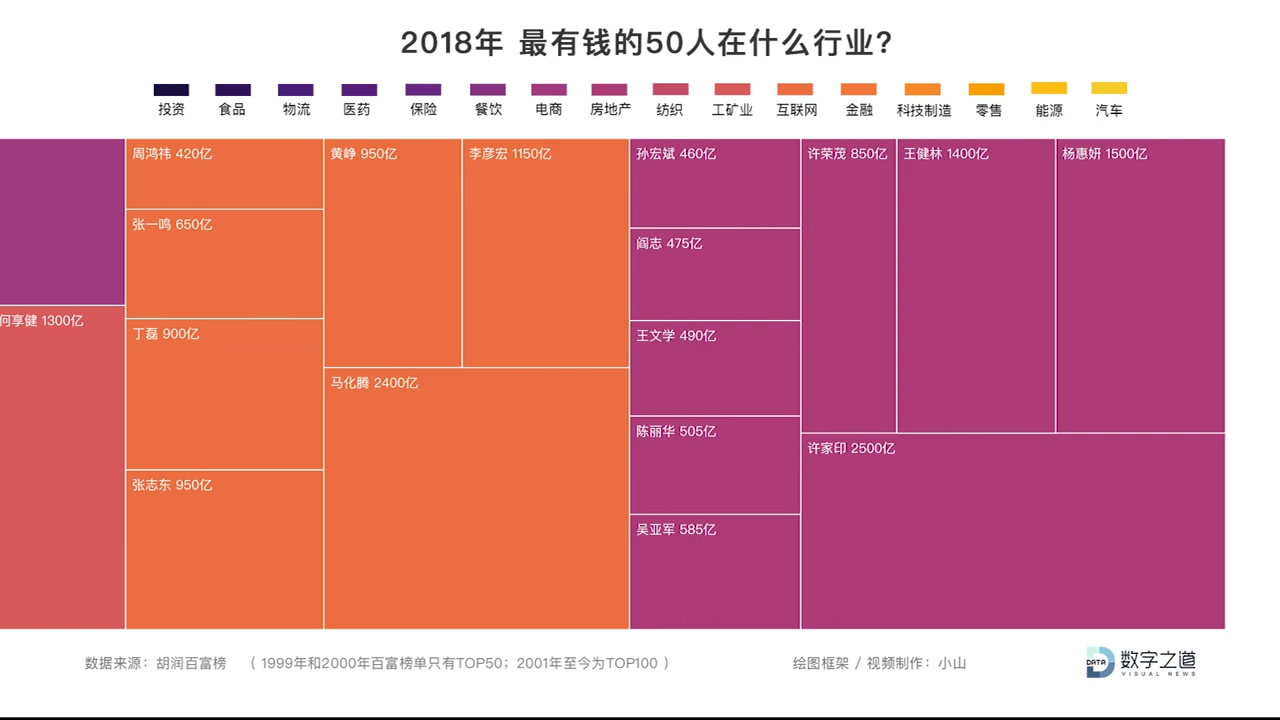 2018年 最有钱的50人在什么行业?
投资 食品 物流 医药 保险 餐饮 电商 房地产 纺织 工矿业 互联网 金融 科技制造 零售 能源 汽车
何享健 1300亿
周鸿祎 420亿
张一鸣 650亿
丁磊 900亿
张志东 950亿
黄峥 950亿
李彦宏 1150亿
马化腾 2400亿
孙宏斌 460亿
阎志 475亿
王文学 490亿
陈丽华 505亿
吴亚军 585亿
许荣茂 850亿
王健林 1400亿
杨惠妍 1500亿
许家印 2500亿
数据来源：胡润百富榜 （ 1999年和2000年百富榜单只有TOP50；2001年至今为TOP100 ）
绘图框架 / 视频制作：小山
DATA 数字之道
VISUAL NEWS